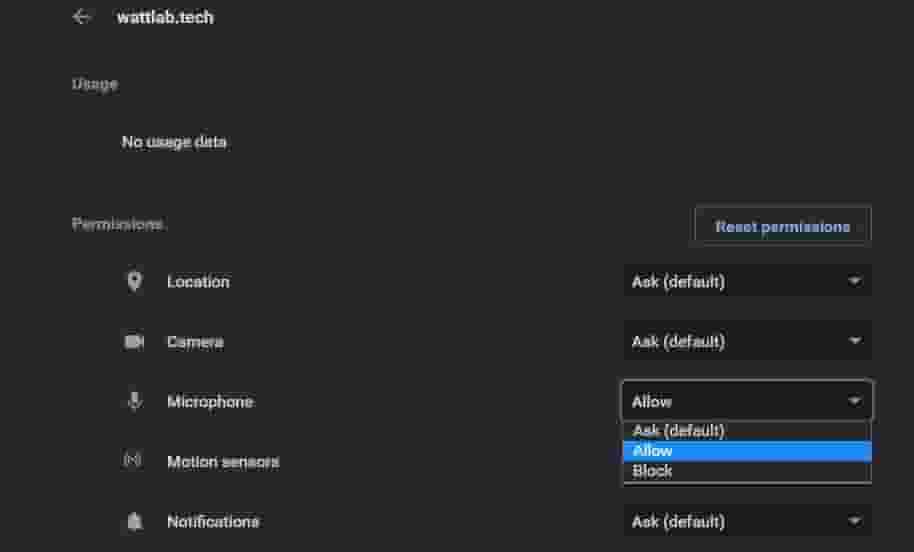 wattlab.tech
Usage
No usage data
Permissions
Reset permissions
Location Ask (default)
Camera Ask (default)
Microphone Allow
Ask (default)
Allow
Block
Motion sensors
Notifications Ask (default)